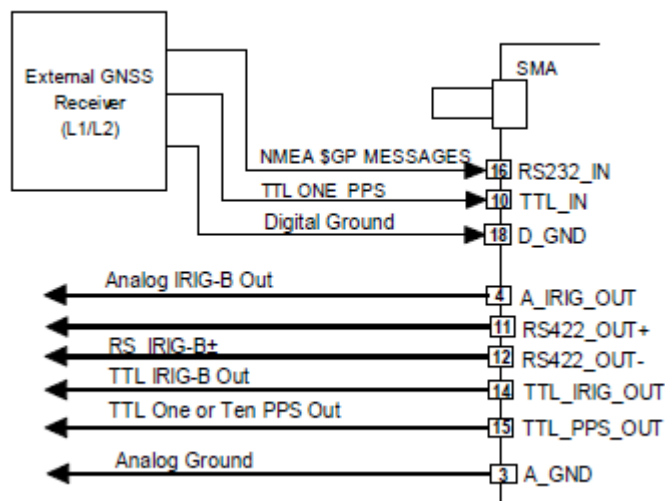 External GNSS
Receiver
(L1/L2)
SMA
NMEA $GP MESSAGES
16 RS232_IN
TTL ONE PPS
10 TTL_IN
Digital Ground
18 D_GND
Analog IRIG-B Out
4 A_IRIG_OUT
11 RS422_OUT+
RS IRIG-B±
12 RS422_OUT-
TTL IRIG-B Out
14 TTL_IRIG_OUT
TTL One or Ten PPS Out
15 TTL_PPS_OUT
Analog Ground
3 A_GND